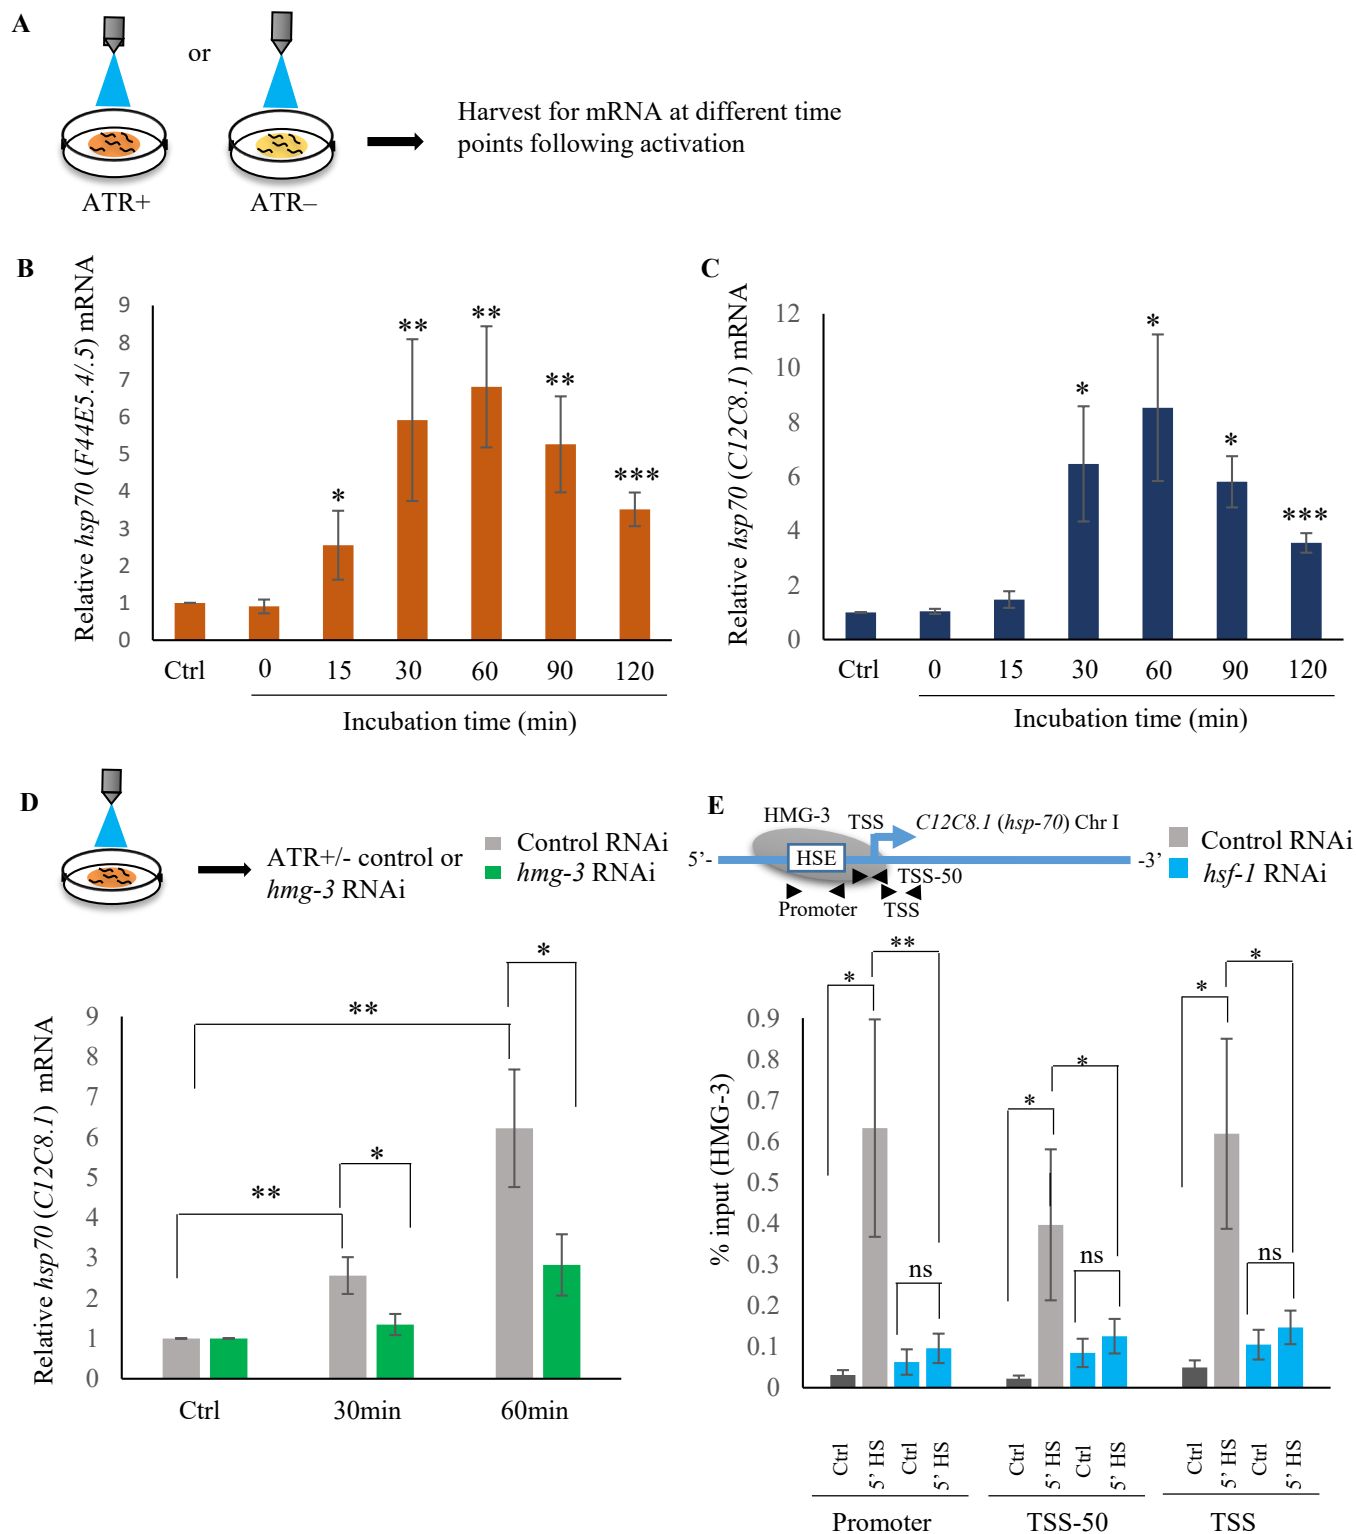 A
or
Harvest for mRNA at different time
points following activation
ATR+
ATR–
B
Relative hsp70 (F44E5.4/.5) mRNA
9
8
7
6
5
4
3
2
1
0
*
**
**
**
***
Ctrl 0 15 30 60 90 120
Incubation time (min)
C
Relative hsp70 (C12C8.1) mRNA
12
10
8
6
4
2
0
*
*
*
***
Ctrl 0 15 30 60 90 120
Incubation time (min)
D
ATR+/- control or
hmg-3 RNAi
Control RNAi
hmg-3 RNAi
Relative hsp70 (C12C8.1) mRNA
9
8
7
6
5
4
3
2
1
0
**
*
**
*
Ctrl 30min 60min
E
HMG-3
TSS
C12C8.1 (hsp-70) Chr I
5’-
HSE
-3’
TSS-50
Promoter
TSS
Control RNAi
hsf-1 RNAi
% input (HMG-3)
0.9
0.8
0.7
0.6
0.5
0.4
0.3
0.2
0.1
0
*
**
ns
*
*
ns
*
*
ns
Ctrl 5’ HS Ctrl 5’ HS Ctrl 5’ HS Ctrl 5’ HS Ctrl 5’ HS Ctrl 5’ HS
Promoter TSS-50 TSS